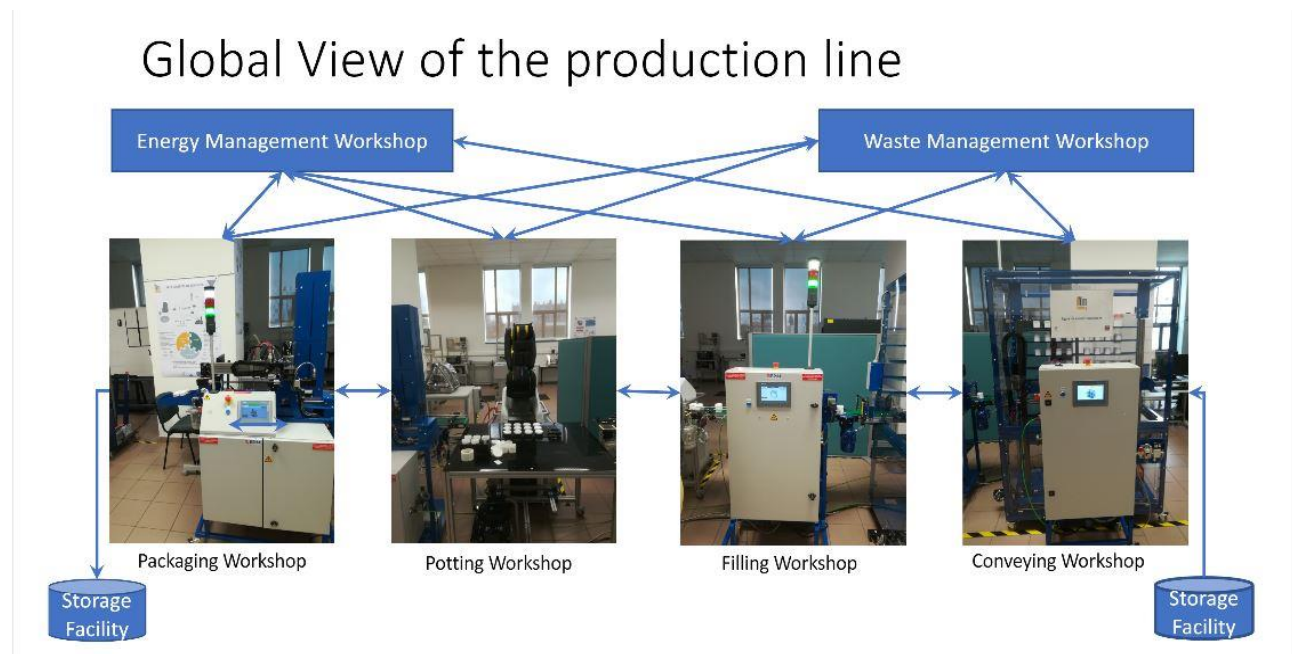 Global View of the production line
Energy Management Workshop
Waste Management Workshop
Packaging Workshop
Potting Workshop
Filling Workshop
Conveying Workshop
Storage
Facility
Storage
Facility